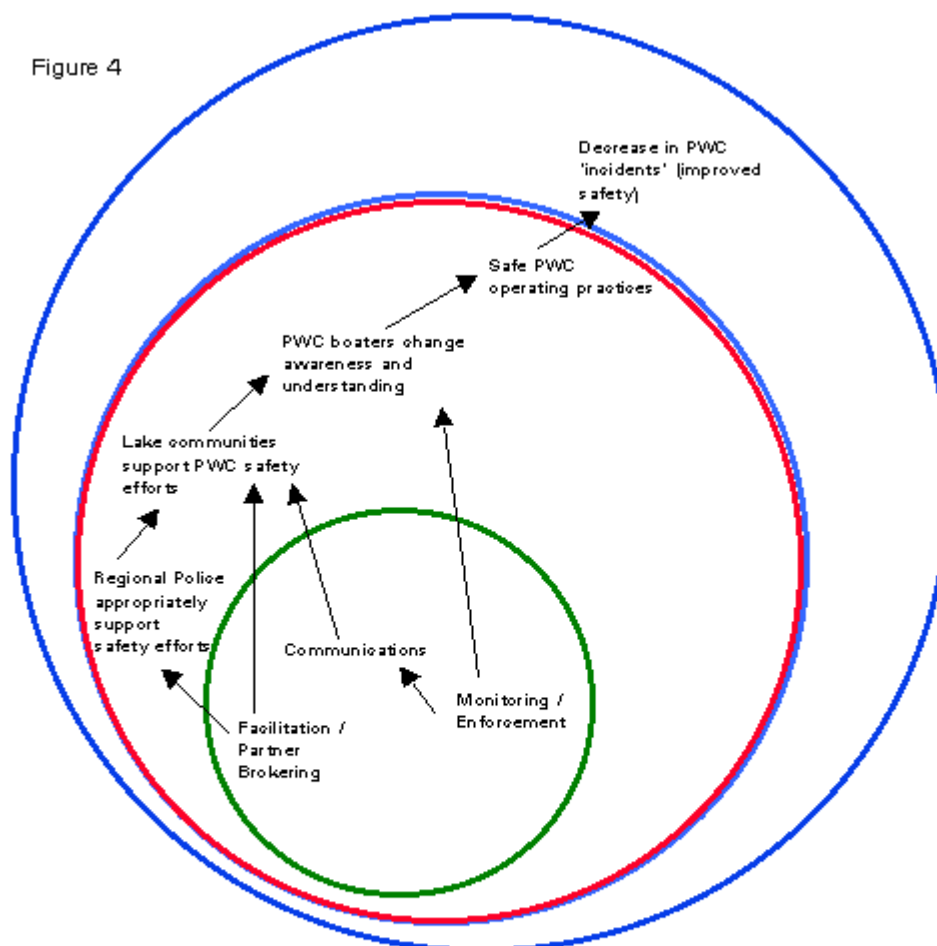 Figure 4
Decrease in PWC
'incidents' (improved
safety)
Safe PWC
operating practices
PWC boaters change
awareness and
understanding
Lake communities
support PWC safety
efforts
Regional Police
appropriately
support
safety efforts
Communications
Monitoring /
Enforcement
Facilitation /
Partner
Brokering